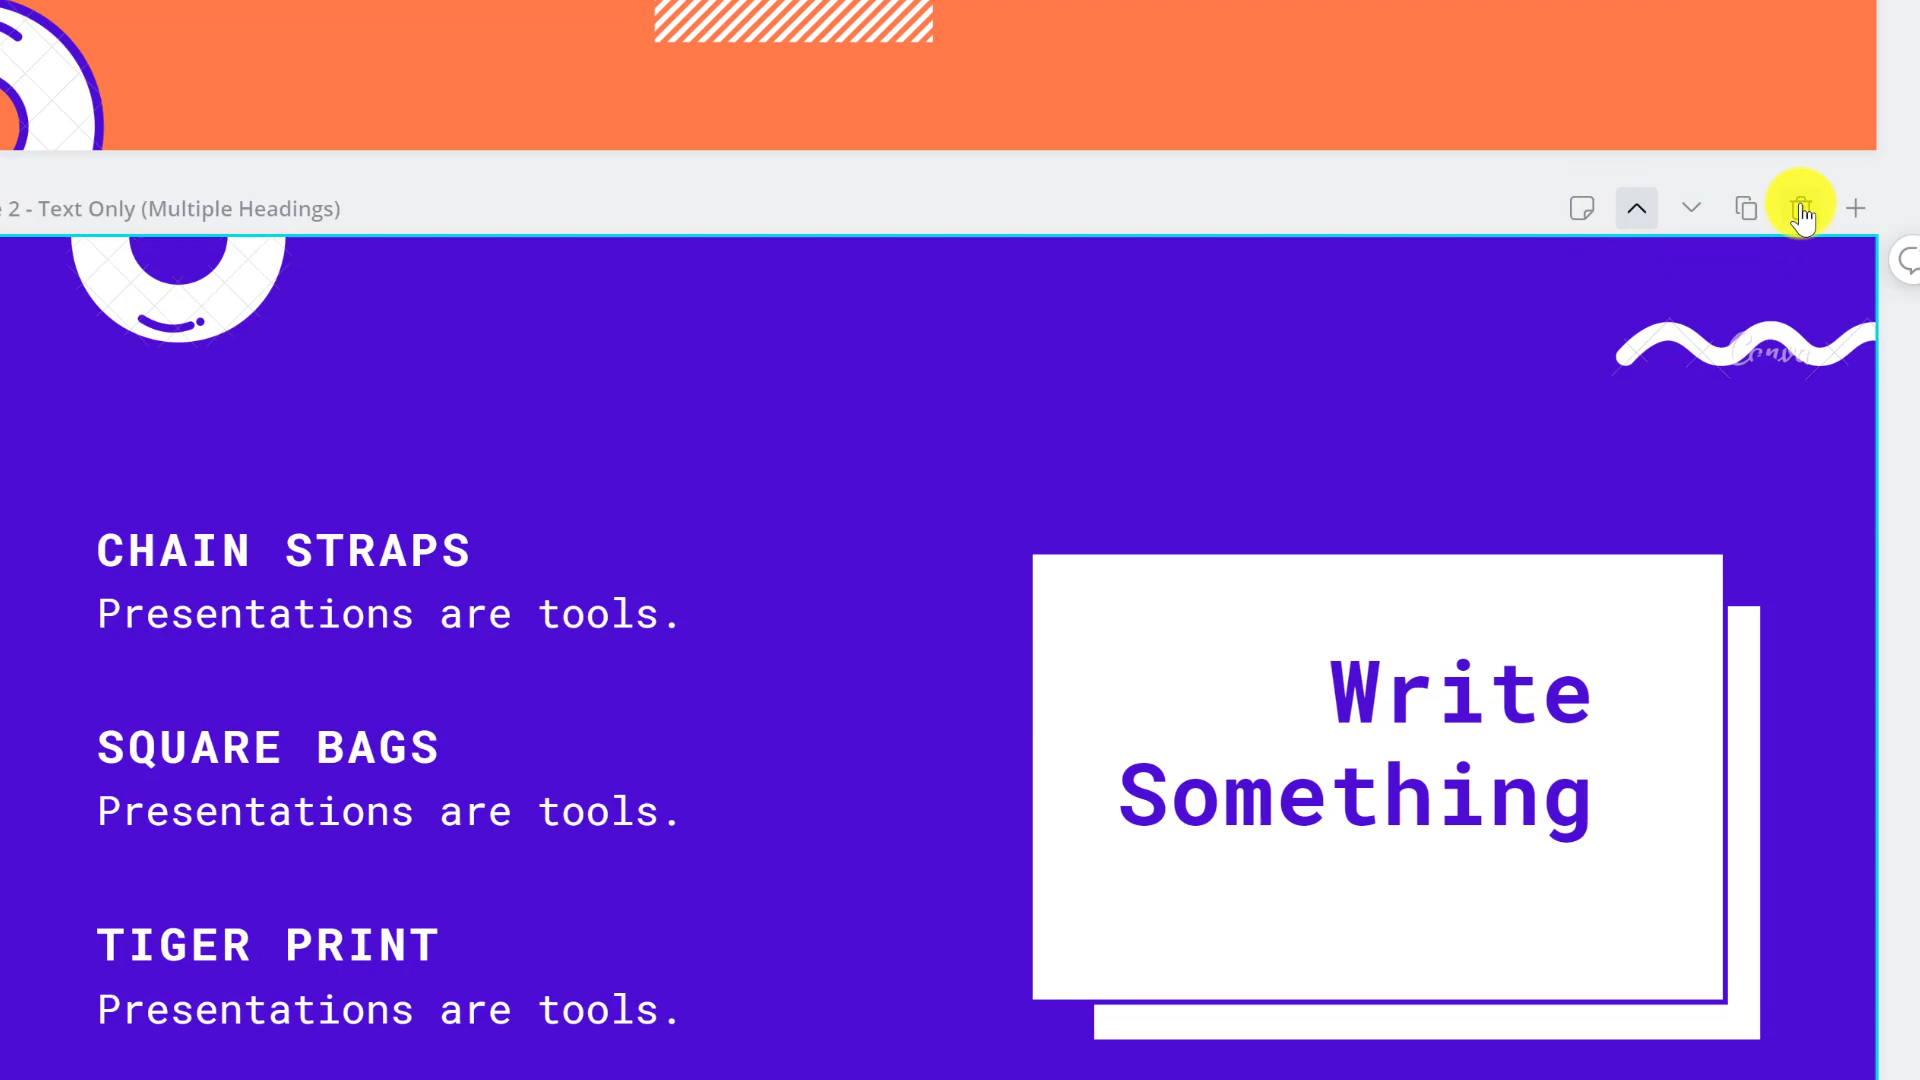 e 2 - Text Only (Multiple Headings)
Canva
CHAIN STRAPS
Presentations are tools.
Write
Something
SQUARE BAGS
Presentations are tools.
TIGER PRINT
Presentations are tools.